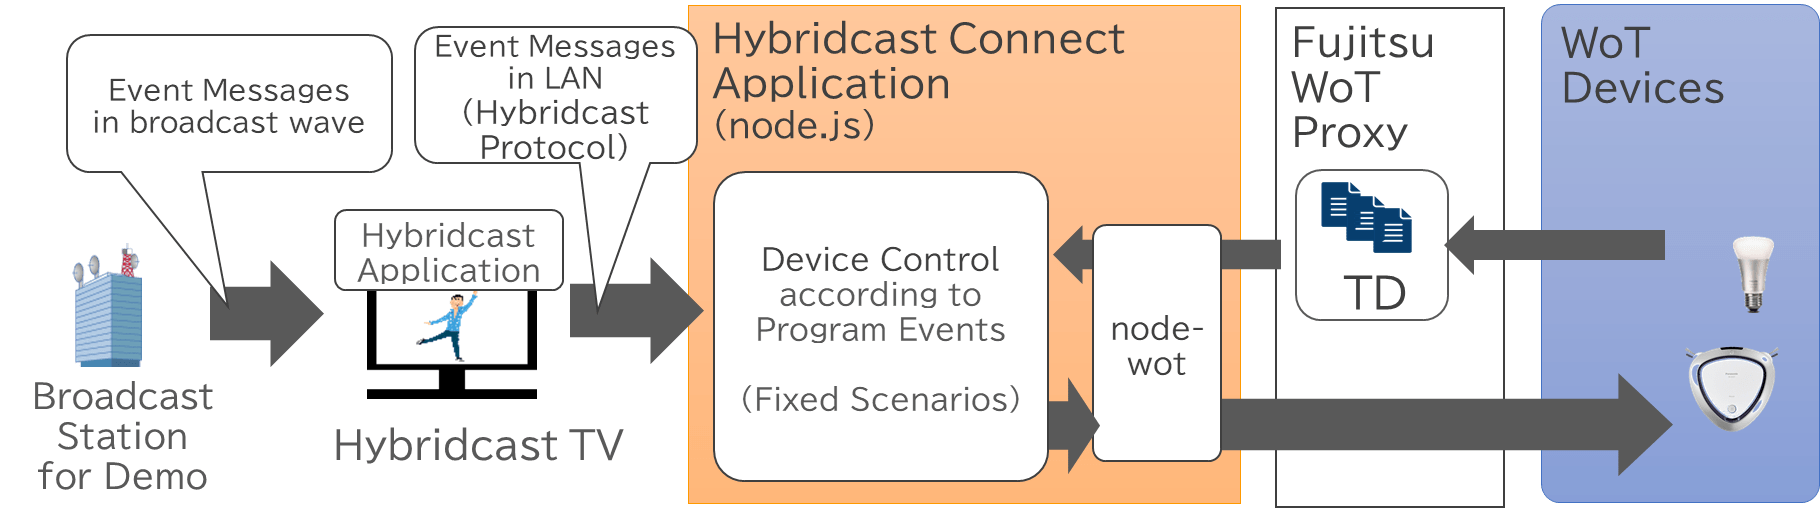 Event Messages
in broadcast wave
Event Messages
in LAN
(Hybridcast
Protocol)
Hybridcast Connect
Application
(node.js)
Fujitsu
WoT
Proxy
WoT
Devices
Hybridcast
Application
Device Control
according to
Program Events
(Fixed Scenarios)
node-
wot
TD
Broadcast
Station
for Demo
Hybridcast TV